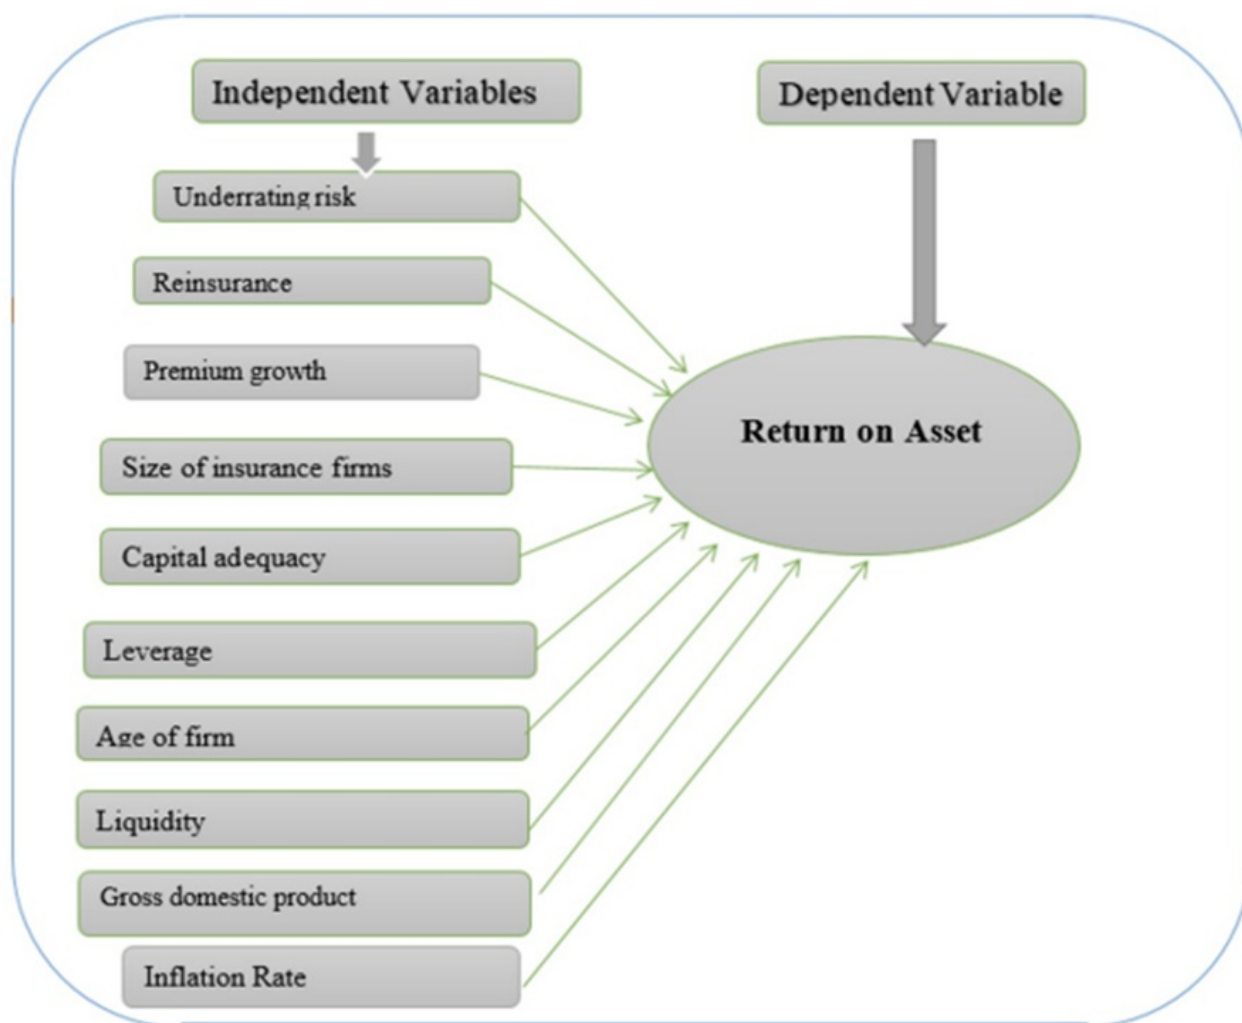 Independent Variables
Dependent Variable
Underrating risk
Reinsurance
Premium growth
Return on Asset
Size of insurance firms
Capital adequacy
Leverage
Age of firm
Liquidity
Gross domestic product
Inflation Rate